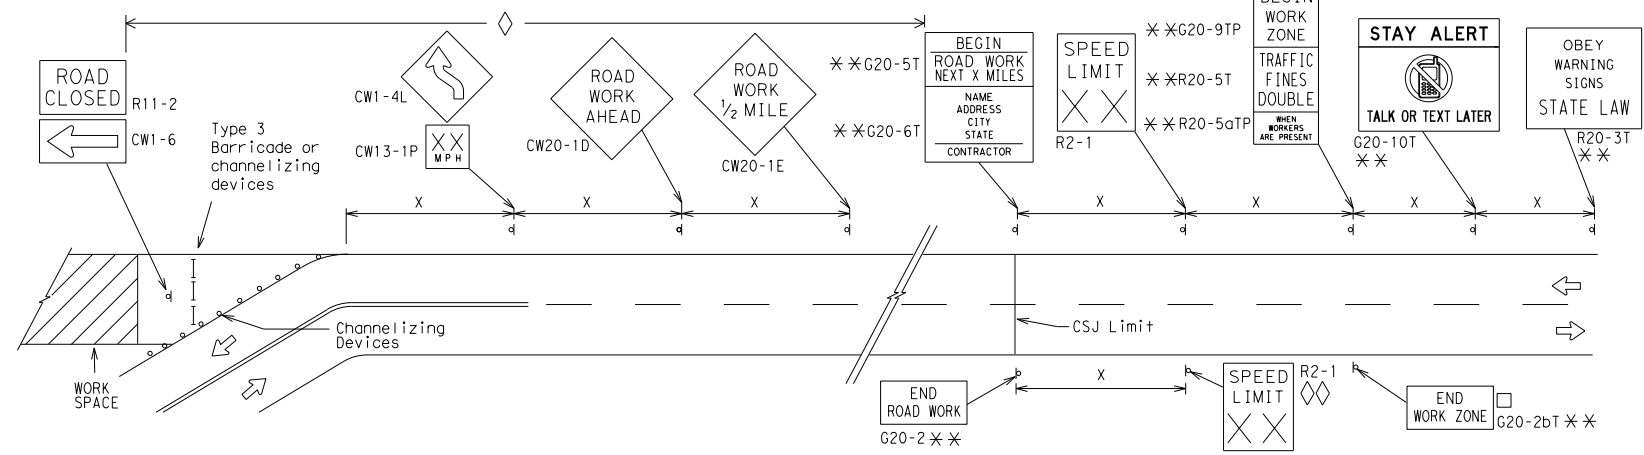 ROAD
CLOSED
R11-2
CW1-6
Type 3
Barricade or
channelizing
devices
CW1-4L
XX
MPH
CW13-1P
ROAD
WORK
AHEAD
CW20-1D
ROAD
WORK
1/2 MILE
CW20-1E
**G20-5T
BEGIN
ROAD WORK
NEXT X MILES
**G20-6T
NAME
ADDRESS
CITY
STATE
CONTRACTOR
SPEED
LIMIT
XX
R2-1
**G20-9TP
BEGIN
WORK
ZONE
**R20-5T
TRAFFIC
FINES
DOUBLE
**R20-5aTP
WHEN
WORKERS
ARE PRESENT
STAY ALERT
TALK OR TEXT LATER
G20-10T
**
OBEY
WARNING
SIGNS
STATE LAW
R20-3T
**
X
X
X
X
X
X
X
Channelizing
Devices
CSJ Limit
WORK
SPACE
END
ROAD WORK
G20-2**
X
SPEED
LIMIT
XX
R2-1
END
WORK ZONE
G20-2bT **